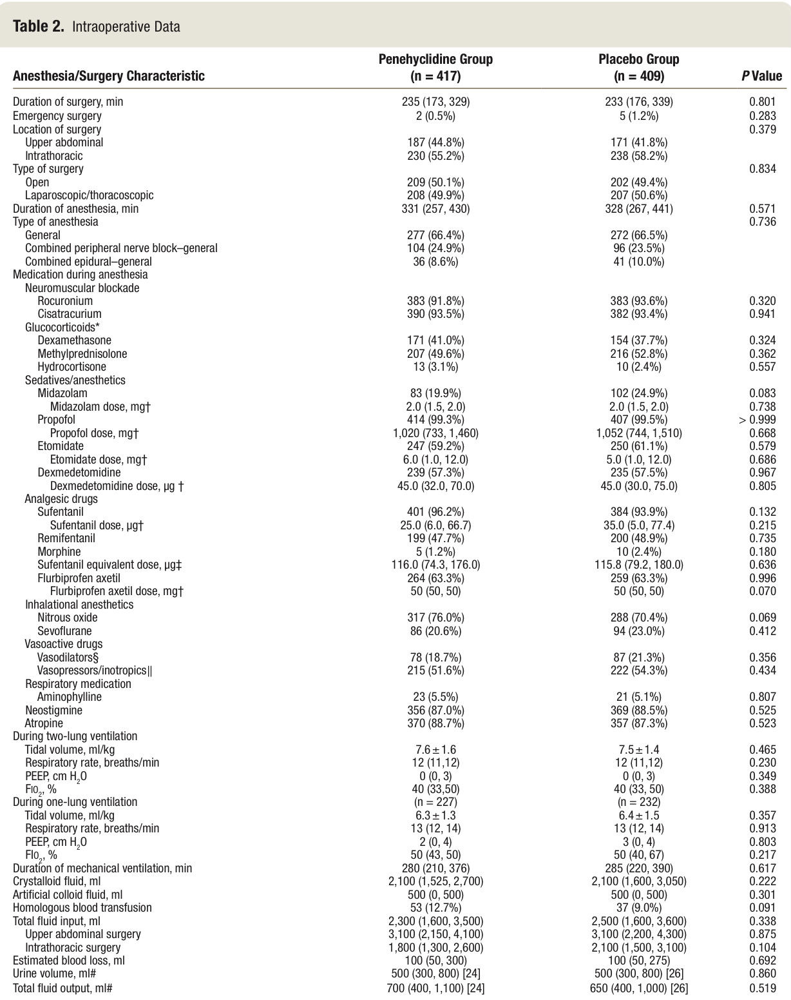 Table 2. Intraoperative Data
Penehyclidine Group Placebo Group
Anesthesia/Surgery Characteristic (n = 417) (n = 409) P Value
Duration of surgery, min 235 (173, 329) 233 (176, 339) 0.801
Emergency surgery 2 (0.5%) 5 (1.2%) 0.283
Location of surgery 0.379
Upper abdominal 187 (44.8%) 171 (41.8%)
Intrathoracic 230 (55.2%) 238 (58.2%)
Type of surgery 0.834
Open 209 (50.1%) 202 (49.4%)
Laparoscopic/thoracoscopic 208 (49.9%) 207 (50.6%)
Duration of anesthesia, min 331 (257, 430) 328 (267, 441) 0.571
Type of anesthesia 0.736
General 277 (66.4%) 272 (66.5%)
Combined peripheral nerve block–general 104 (24.9%) 96 (23.5%)
Combined epidural–general 36 (8.6%) 41 (10.0%)
Medication during anesthesia
Neuromuscular blockade
Rocuronium 383 (91.8%) 383 (93.6%) 0.320
Cisatracurium 390 (93.5%) 382 (93.4%) 0.941
Glucocorticoids*
Dexamethasone 171 (41.0%) 154 (37.7%) 0.324
Methylprednisolone 207 (49.6%) 216 (52.8%) 0.362
Hydrocortisone 13 (3.1%) 10 (2.4%) 0.557
Sedatives/anesthetics
Midazolam 83 (19.9%) 102 (24.9%) 0.083
Midazolam dose, mg† 2.0 (1.5, 2.0) 2.0 (1.5, 2.0) 0.738
Propofol 414 (99.3%) 407 (99.5%) > 0.999
Propofol dose, mg† 1,020 (733, 1,460) 1,052 (744, 1,510) 0.668
Etomidate 247 (59.2%) 250 (61.1%) 0.579
Etomidate dose, mg† 6.0 (1.0, 12.0) 5.0 (1.0, 12.0) 0.686
Dexmedetomidine 239 (57.3%) 235 (57.5%) 0.967
Dexmedetomidine dose, µg † 45.0 (32.0, 70.0) 45.0 (30.0, 75.0) 0.805
Analgesic drugs
Sufentanil 401 (96.2%) 384 (93.9%) 0.132
Sufentanil dose, µg† 25.0 (6.0, 66.7) 35.0 (5.0, 77.4) 0.215
Remifentanil 199 (47.7%) 200 (48.9%) 0.735
Morphine 5 (1.2%) 10 (2.4%) 0.180
Sufentanil equivalent dose, µg‡ 116.0 (74.3, 176.0) 115.8 (79.2, 180.0) 0.636
Flurbiprofen axetil 264 (63.3%) 259 (63.3%) 0.996
Flurbiprofen axetil dose, mg† 50 (50, 50) 50 (50, 50) 0.070
Inhalational anesthetics
Nitrous oxide 317 (76.0%) 288 (70.4%) 0.069
Sevoflurane 86 (20.6%) 94 (23.0%) 0.412
Vasoactive drugs
Vasodilators§ 78 (18.7%) 87 (21.3%) 0.356
Vasopressors/inotropics|| 215 (51.6%) 222 (54.3%) 0.434
Respiratory medication
Aminophylline 23 (5.5%) 21 (5.1%) 0.807
Neostigmine 356 (87.0%) 369 (88.5%) 0.525
Atropine 370 (88.7%) 357 (87.3%) 0.523
During two-lung ventilation
Tidal volume, ml/kg 7.6 ± 1.6 7.5 ± 1.4 0.465
Respiratory rate, breaths/min 12 (11,12) 12 (11,12) 0.230
PEEP, cm H2O 0 (0, 3) 0 (0, 3) 0.349
FIO2, % 40 (33,50) 40 (33, 50) 0.388
During one-lung ventilation (n = 227) (n = 232)
Tidal volume, ml/kg 6.3 ± 1.3 6.4 ± 1.5 0.357
Respiratory rate, breaths/min 13 (12, 14) 13 (12, 14) 0.913
PEEP, cm H2O 2 (0, 4) 3 (0, 4) 0.803
FIO2, % 50 (43, 50) 50 (40, 67) 0.217
Duration of mechanical ventilation, min 280 (210, 376) 285 (220, 390) 0.617
Crystalloid fluid, ml 2,100 (1,525, 2,700) 2,100 (1,600, 3,050) 0.222
Artificial colloid fluid, ml 500 (0, 500) 500 (0, 500) 0.301
Homologous blood transfusion 53 (12.7%) 37 (9.0%) 0.091
Total fluid input, ml 2,300 (1,600, 3,500) 2,500 (1,600, 3,600) 0.338
Upper abdominal surgery 3,100 (2,150, 4,100) 3,100 (2,200, 4,300) 0.875
Intrathoracic surgery 1,800 (1,300, 2,600) 2,100 (1,500, 3,100) 0.104
Estimated blood loss, ml 100 (50, 300) 100 (50, 275) 0.692
Urine volume, ml# 500 (300, 800) [24] 500 (300, 800) [26] 0.860
Total fluid output, ml# 700 (400, 1,100) [24] 650 (400, 1,000) [26] 0.519